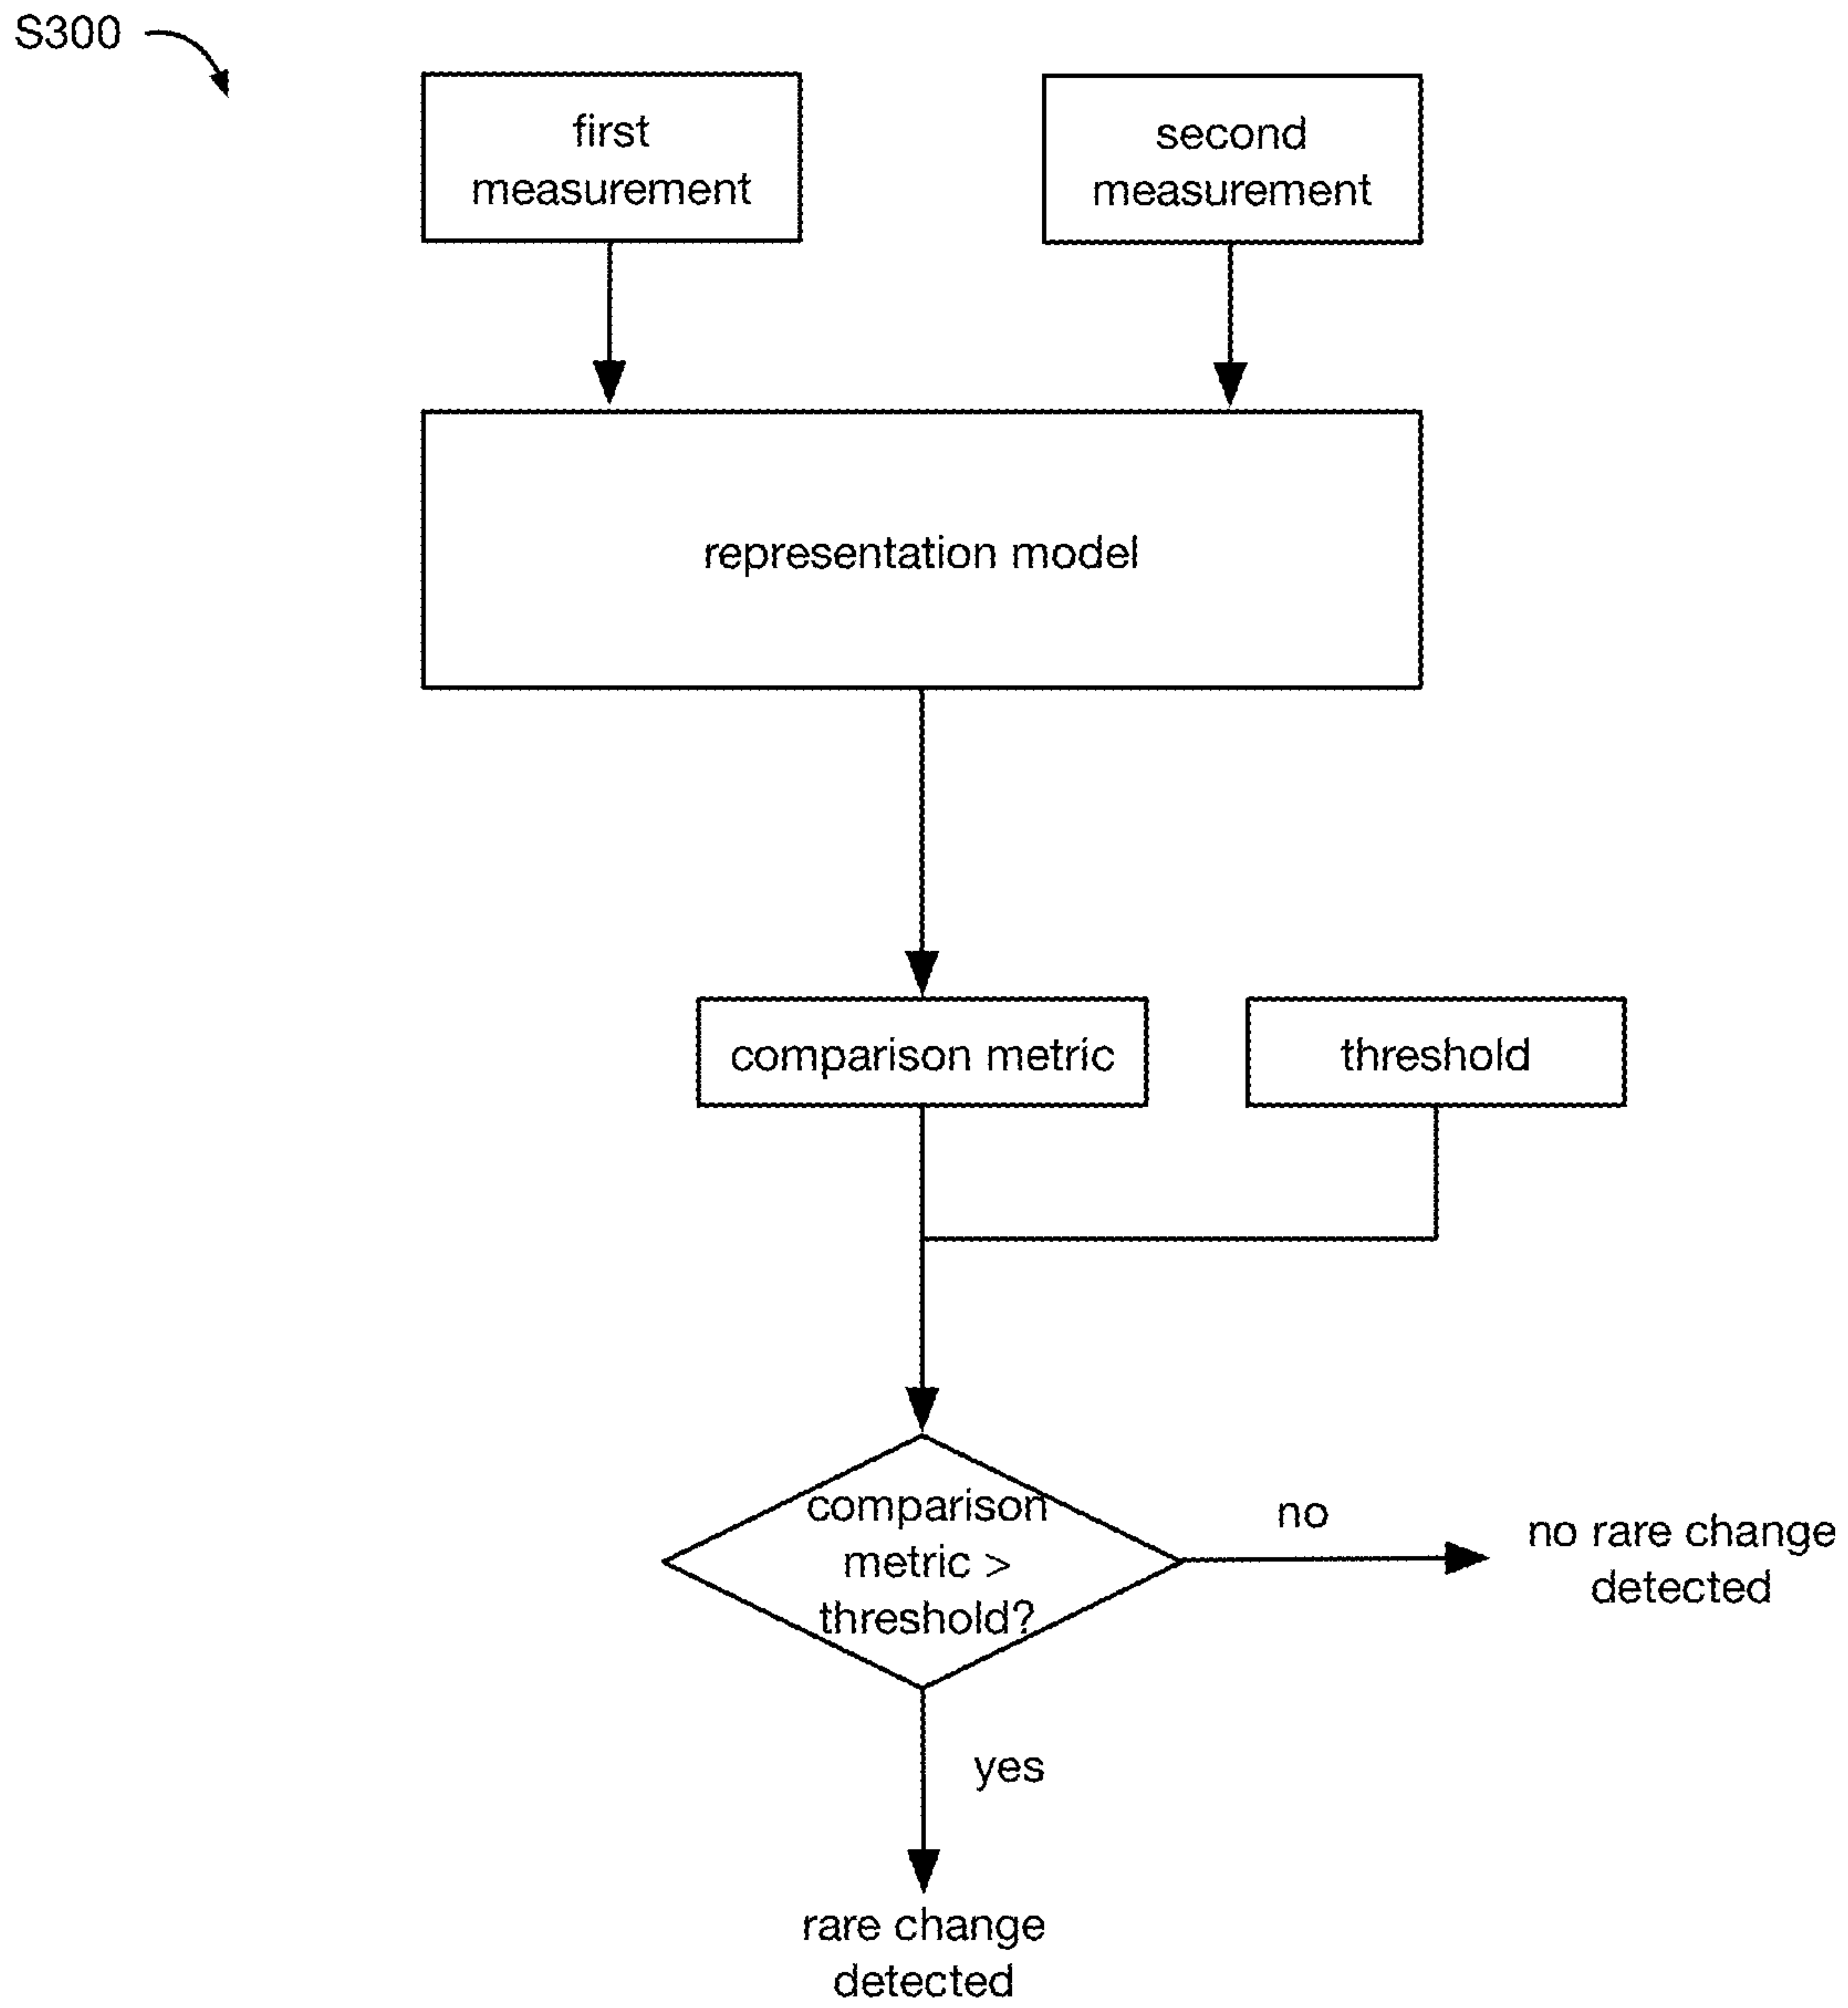 S300
first
measurement
second
measurement
representation model
comparison metric
threshold
comparison
metric >
threshold?
no
no rare change
detected
yes
rare change
detected